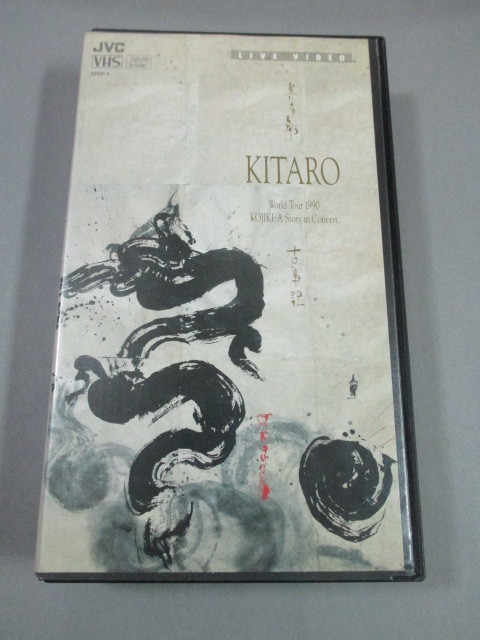 JVC
VHS
LIVE VIDEO
KITARO
World Tour 1990
KOJIKI:A Story in Concert
古事記